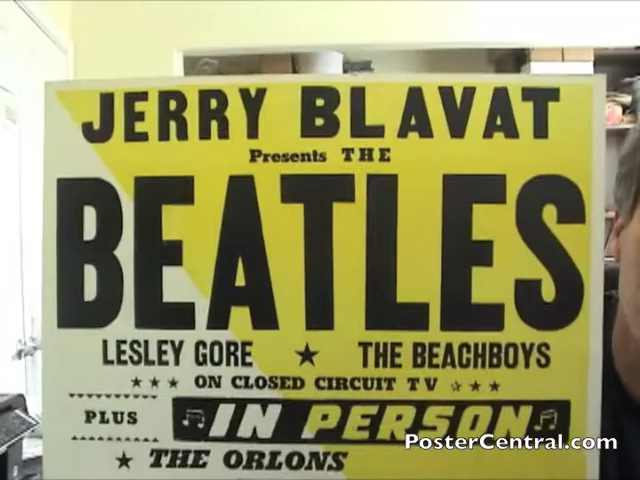 JERRY BLAVAT
Presents THE
BEATLES
LESLEY GORE ★ THE BEACHBOYS
★ ★ ★ ON CLOSED CIRCUIT TV ☆ ★ ★
PLUS ♫ IN PERSON ♫
★ THE ORLONS
PosterCentral.com